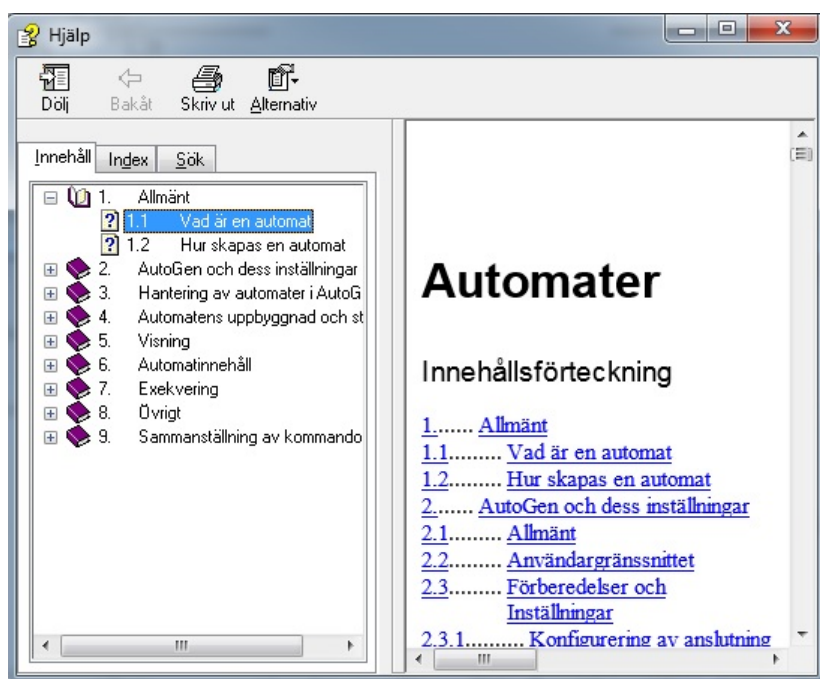 Hjälp
Dölj Bakåt Skriv ut Alternativ
Innehåll Index Sök
1. Allmänt
1.1 Vad är en automat
1.2 Hur skapas en automat
2. AutoGen och dess inställningar
3. Hantering av automater i AutoG
4. Automatens uppbyggnad och st
5. Visning
6. Automatinnehåll
7. Exekvering
8. Övrigt
9. Sammanställning av kommando
Automater
Innehållsförteckning
1....... Allmänt
1.1......... Vad är en automat
1.2......... Hur skapas en automat
2....... AutoGen och dess inställningar
2.1......... Allmänt
2.2......... Användargränssnittet
2.3......... Förberedelser och
Inställningar
2.3.1.......... Konfigurering av anslutning